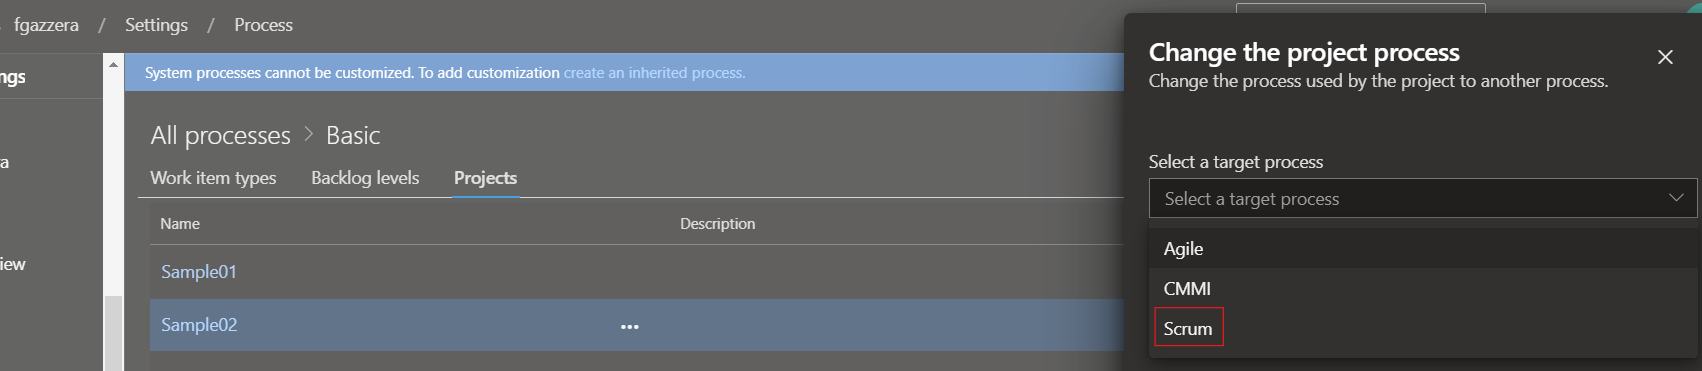 fgazzera / Settings / Process
System processes cannot be customized. To add customization create an inherited process.
All processes > Basic
Work item types Backlog levels Projects
Name Description
Sample01
Sample02 ...
Change the project process
Change the process used by the project to another process.
Select a target process
Select a target process
Agile
CMMI
Scrum